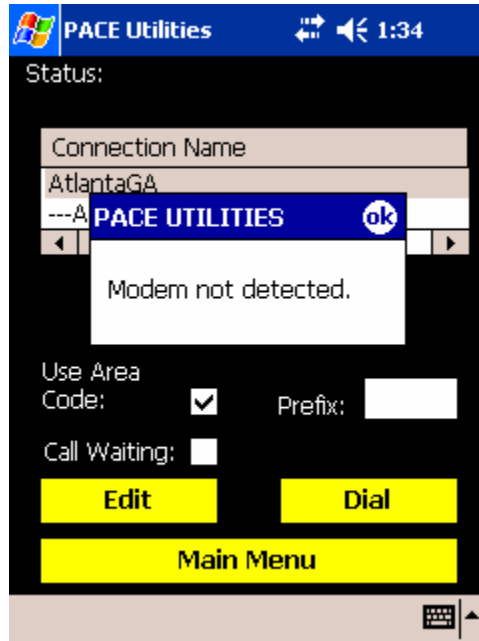 PACE Utilities 1:34
Status:
Connection Name
AtlantaGA
---A
PACE UTILITIES ok
Modem not detected.
Use Area
Code:
Prefix:
Call Waiting:
Edit
Dial
Main Menu